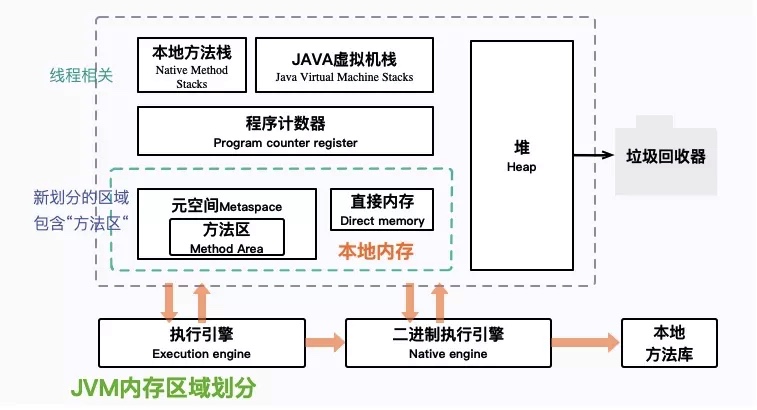 本地方法栈
Native Method
Stacks
JAVA虚拟机栈
Java Virtual Machine Stacks
线程相关
程序计数器
Program counter register
堆
Heap
垃圾回收器
新划分的区域
包含“方法区“
元空间Metaspace
方法区
Method Area
直接内存
Direct memory
本地内存
执行引擎
Execution engine
二进制执行引擎
Native engine
本地
方法库
JVM内存区域划分